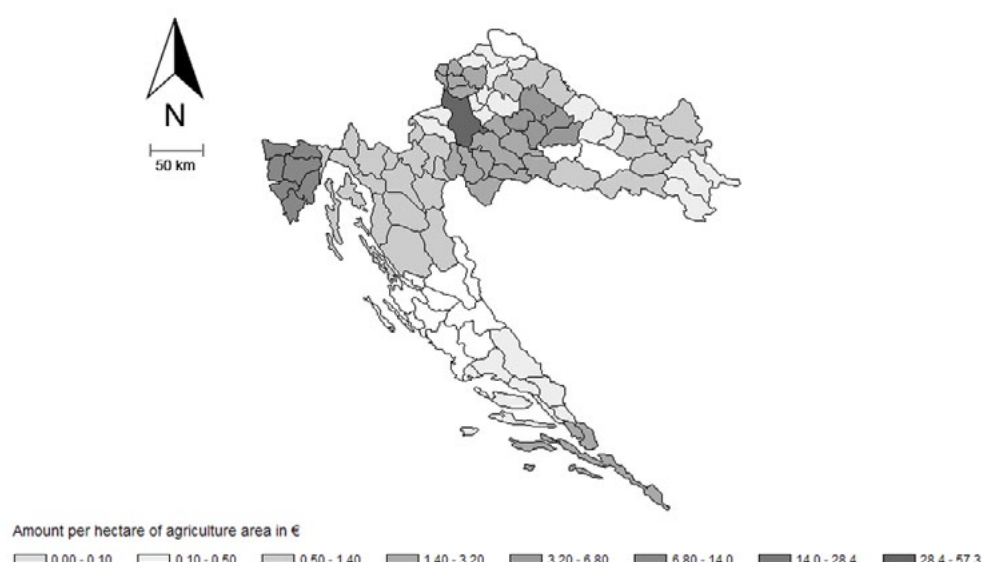 N
50 km
Amount per hectare of agriculture area in €
0.00 - 0.10 0.10 - 0.50 0.50 - 1.40 1.40 - 3.20 3.20 - 6.80 6.80 - 14.0 14.0 - 28.4 28.4 - 57.3